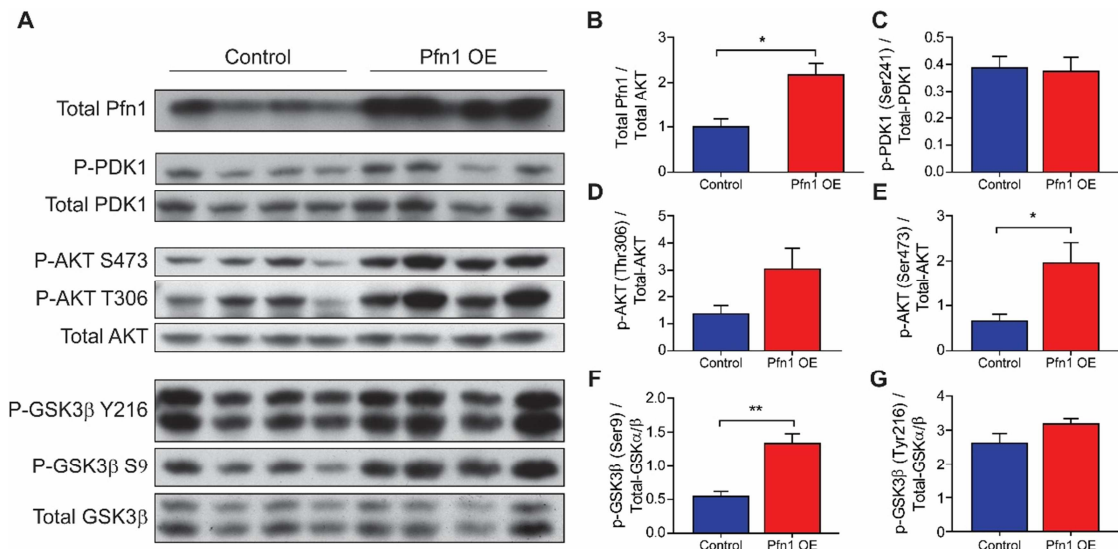 A
Control
Pfn1 OE
Total Pfn1
P-PDK1
Total PDK1
P-AKT S473
P-AKT T306
Total AKT
P-GSK3β Y216
P-GSK3β S9
Total GSK3β
B
Total Pfn1 /
Total AKT
3
2
1
0
*
Control
Pfn1 OE
C
p-PDK1 (Ser241) /
Total-PDK1
0.5
0.4
0.3
0.2
0.1
0.0
Control
Pfn1 OE
D
p-AKT (Thr306) /
Total-AKT
5
4
3
2
1
0
Control
Pfn1 OE
E
p-AKT (Ser473) /
Total-AKT
3
2
1
0
*
Control
Pfn1 OE
F
p-GSK3β (Ser9) /
Total-GSKα/β
2.0
1.5
1.0
0.5
0.0
**
Control
Pfn1 OE
G
p-GSK3β (Tyr216) /
Total-GSKα/β
4
3
2
1
0
Control
Pfn1 OE